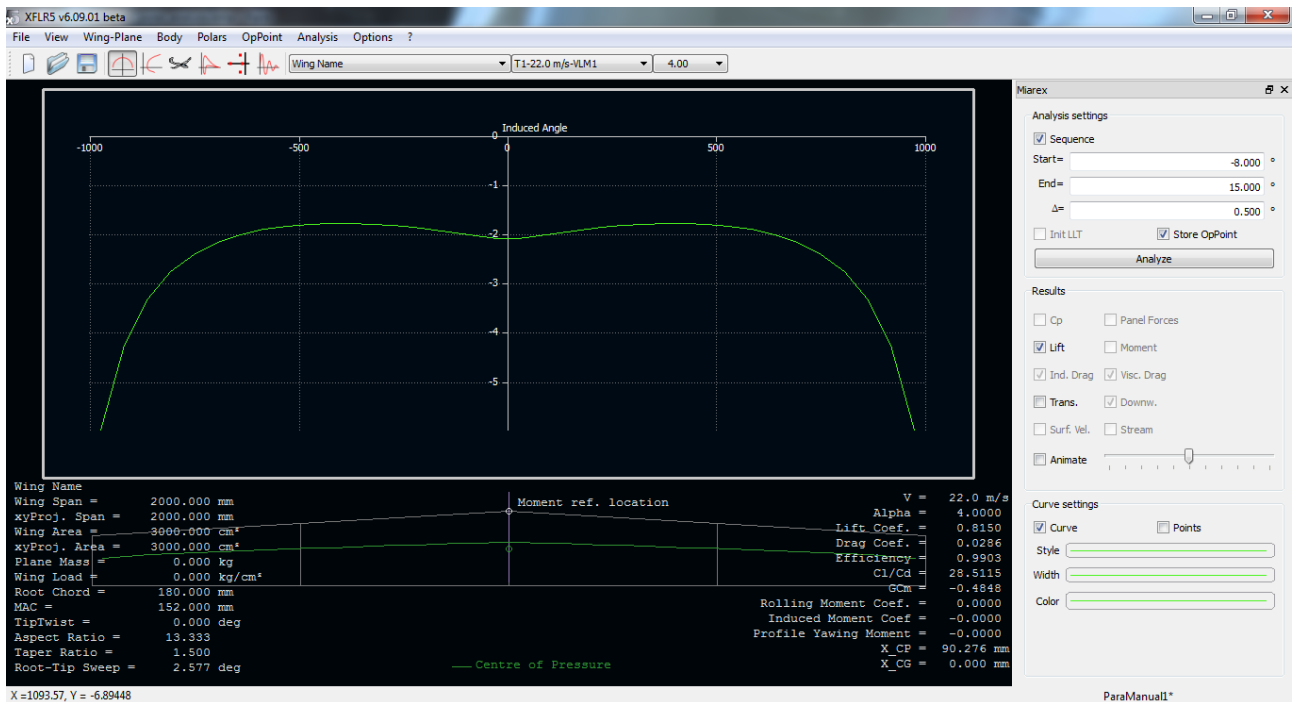 XFLR5 v6.09.01 beta
File View Wing-Plane Body Polars OpPoint Analysis Options ?
Wing Name T1-22.0 m/s-VLM1 4.00
Induced Angle
0
-1000 -500 0 500 1000
-1
-2
-3
-4
-5
Wing Name
Wing Span = 2000.000 mm
xyProj. Span = 2000.000 mm
Wing Area = 3000.000 cm²
xyProj. Area = 3000.000 cm²
Plane Mass = 0.000 kg
Wing Load = 0.000 kg/cm²
Root Chord = 180.000 mm
MAC = 152.000 mm
TipTwist = 0.000 deg
Aspect Ratio = 13.333
Taper Ratio = 1.500
Root-Tip Sweep = 2.577 deg
Moment ref. location
Centre of Pressure
V = 22.0 m/s
Alpha = 4.0000
Lift Coef. = 0.8150
Drag Coef. = 0.0286
Efficiency = 0.9903
Cl/Cd = 28.5115
GCm = -0.4848
Rolling Moment Coef. = 0.0000
Induced Moment Coef = -0.0000
Profile Yawing Moment = -0.0000
X_CP = 90.276 mm
X_CG = 0.000 mm
Miarex
Analysis settings
Sequence
Start= -8.000 °
End= 15.000 °
Δ= 0.500 °
Init LLT Store OpPoint
Analyze
Results
Cp Panel Forces
Lift Moment
Ind. Drag Visc. Drag
Trans. Downw.
Surf. Vel. Stream
Animate
Curve settings
Curve Points
Style
Width
Color
X =1093.57, Y = -6.89448
ParaManual1*